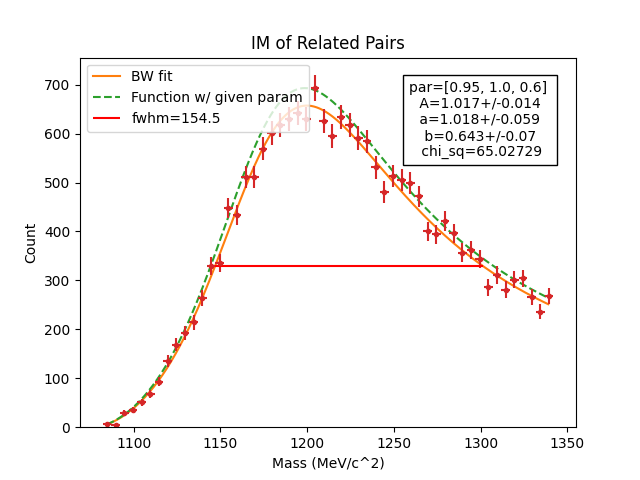 IM of Related Pairs
BW fit
Function w/ given param
fwhm=154.5
par=[0.95, 1.0, 0.6]
A=1.017+/-0.014
a=1.018+/-0.059
b=0.643+/-0.07
chi_sq=65.02729
Count
700
600
500
400
300
200
100
0
1100
1150
1200
1250
1300
1350
Mass (MeV/c^2)